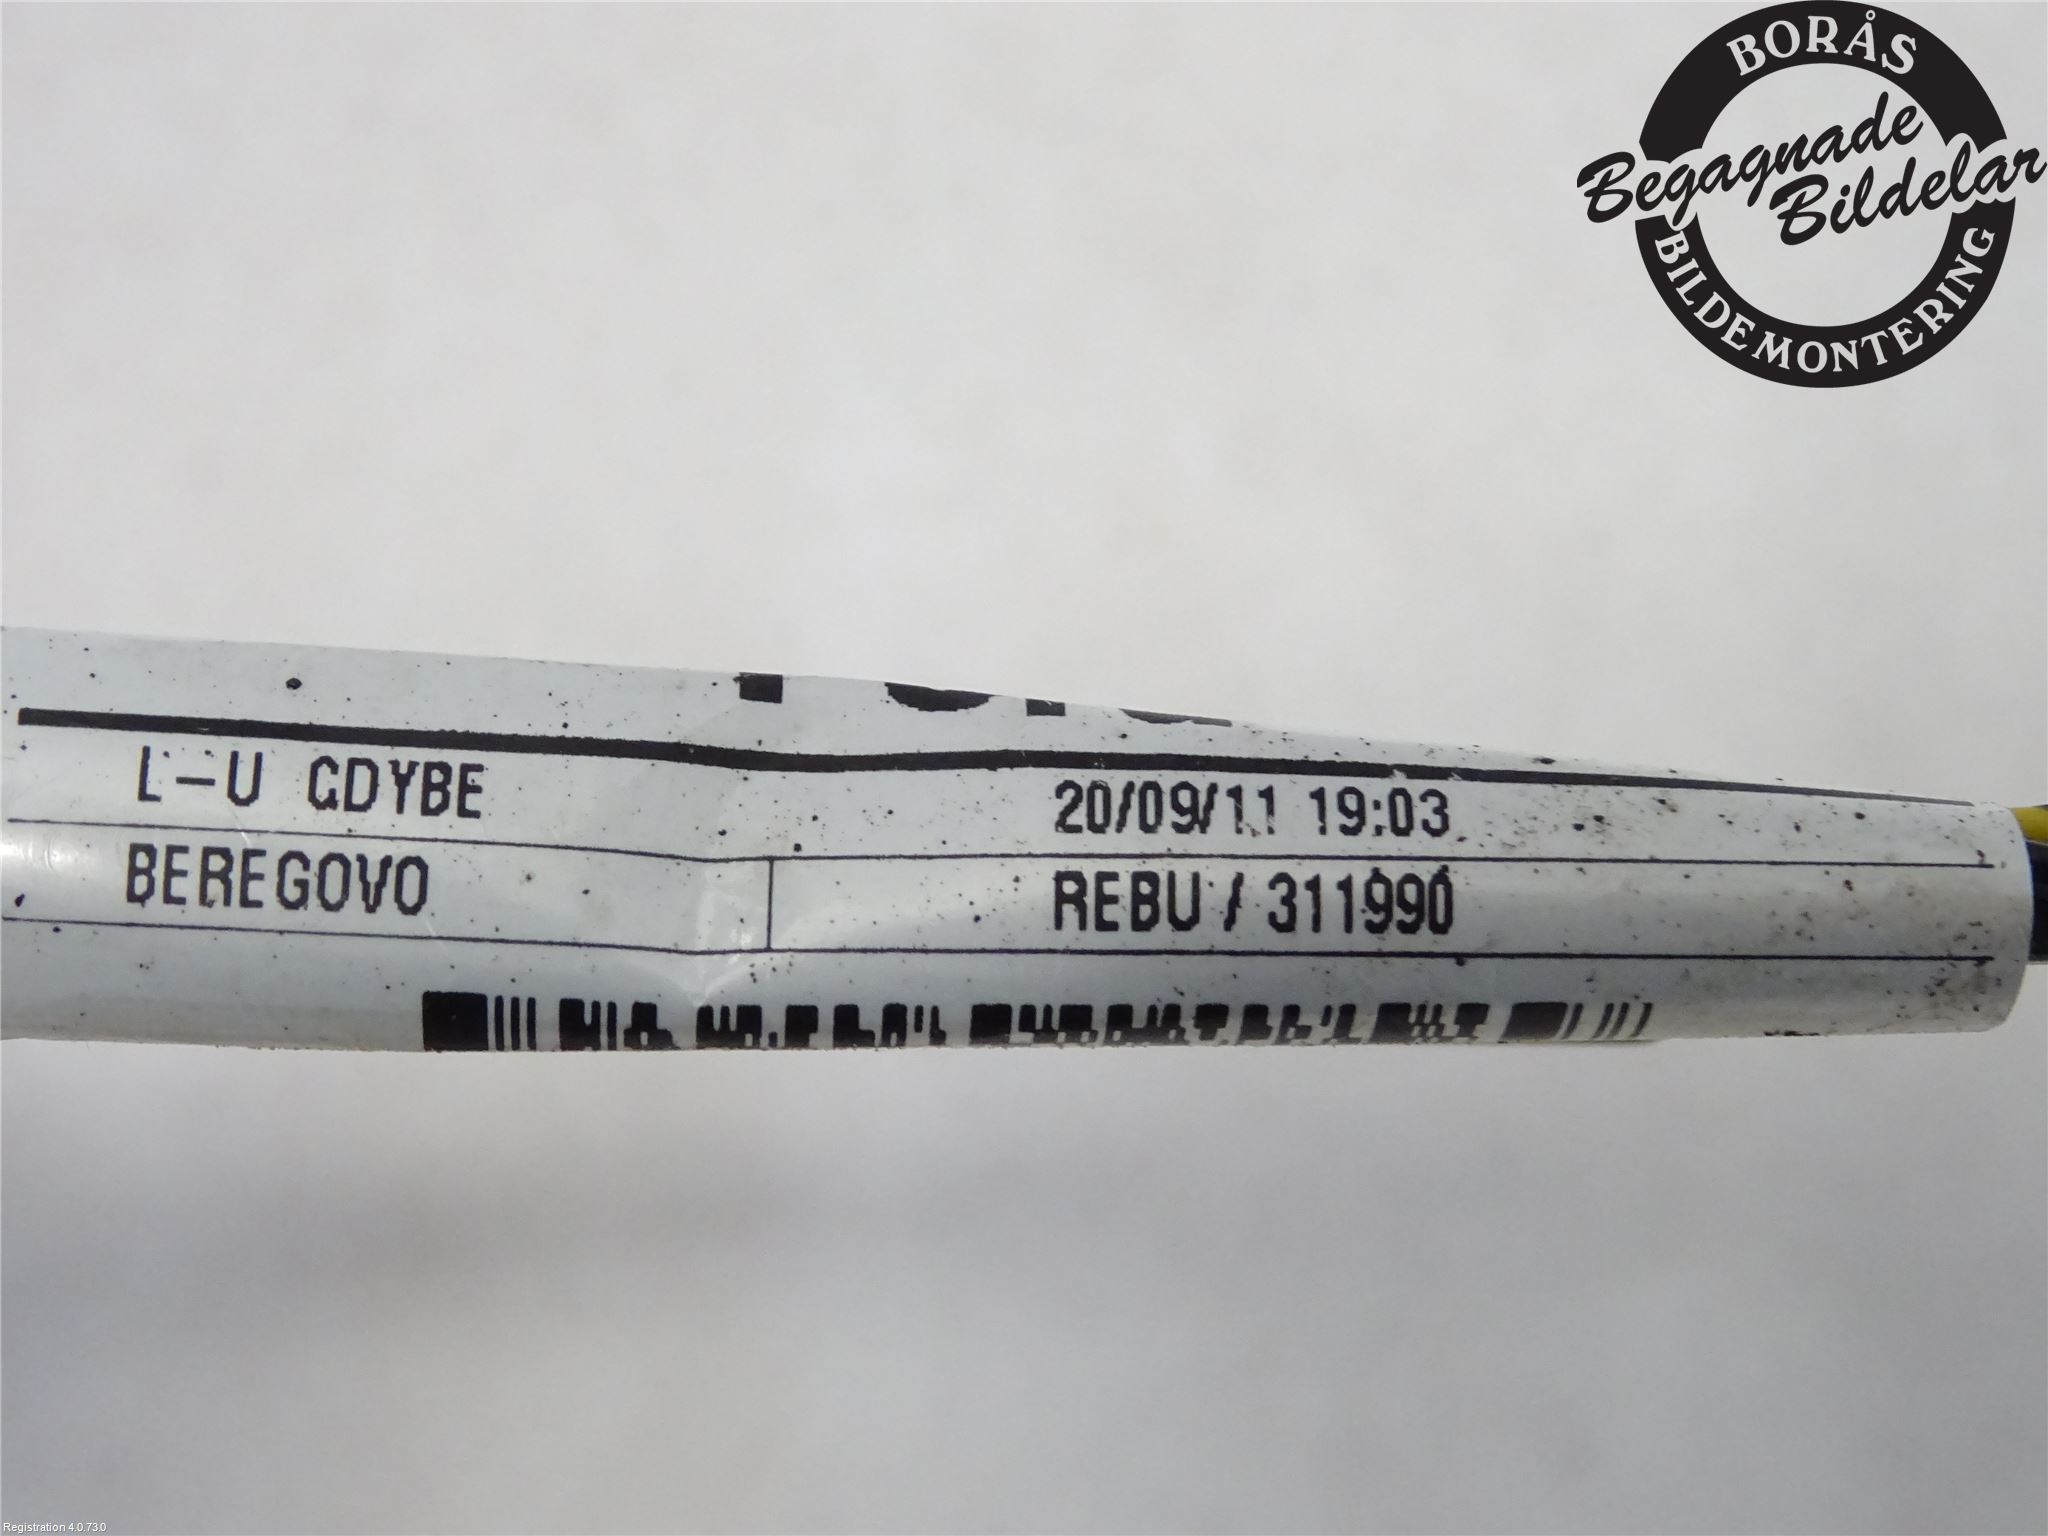 BORÅS
Begagnade
Bildelar
BILDEMONTERING
L-U GDYBE
20/09/11 19:03
BEREGOVO
REBU / 311990
Registration 4.0.73.0